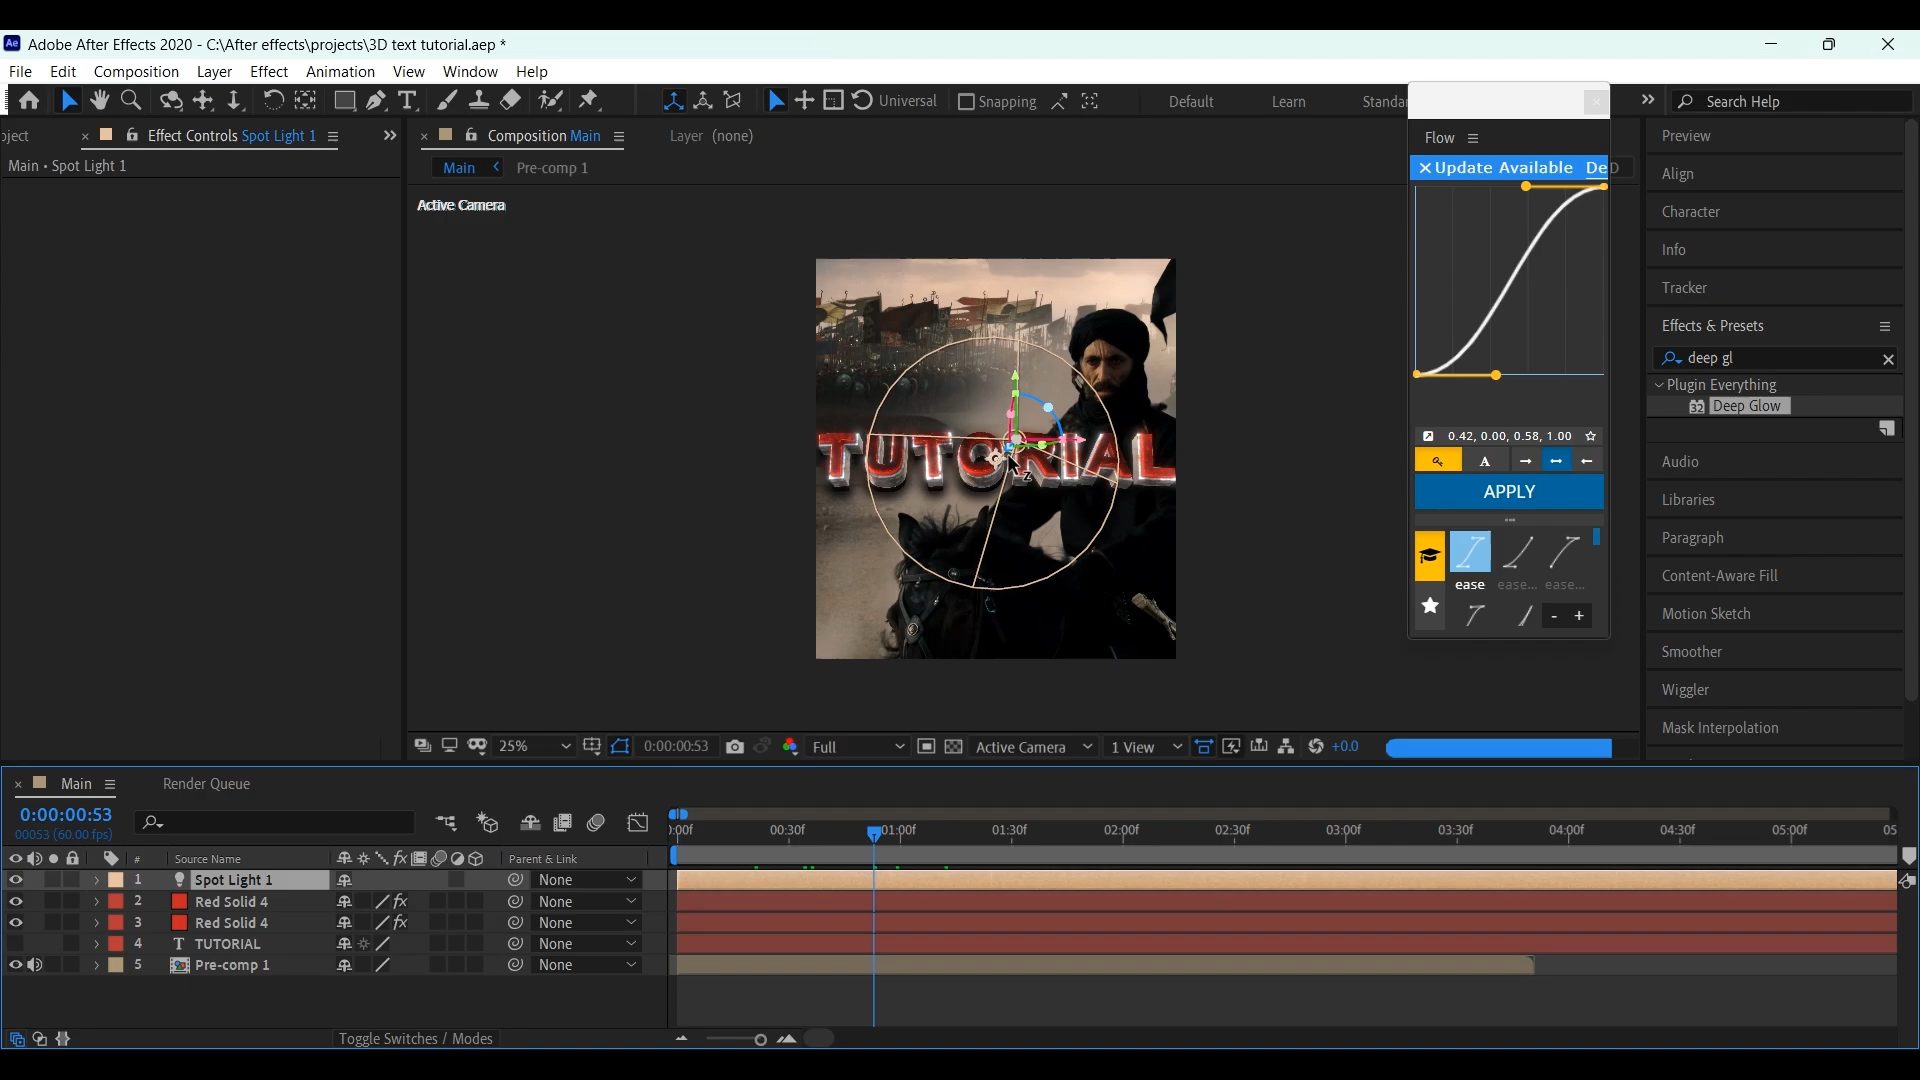 Ae Adobe After Effects 2020 - C:\After effects\projects\3D text tutorial.aep *
File Edit Composition Layer Effect Animation View Window Help
Universal Snapping Default Learn Standar Search Help
oject × Effect Controls Spot Light 1 × Composition Main Layer (none)
Main • Spot Light 1
Main Pre-comp 1
Active Camera
TUTORIAL
Z
Flow
Update Available De
D
0.42, 0.00, 0.58, 1.00
A
APPLY
ease ease... ease...
- +
Preview
Align
Character
Info
Tracker
Effects & Presets
deep gl
Plugin Everything
32 Deep Glow
Audio
Libraries
Paragraph
Content-Aware Fill
Motion Sketch
Smoother
Wiggler
Mask Interpolation
25% 0:00:00:53 Full Active Camera 1 View +0.0
× Main Render Queue
0:00:00:53
00053 (60.00 fps)
):00f 00:30f 01:00f 01:30f 02:00f 02:30f 03:00f 03:30f 04:00f 04:30f 05:00f 05
# Source Name fx Parent & Link
1 Spot Light 1 None
2 Red Solid 4 fx None
3 Red Solid 4 fx None
4 T TUTORIAL None
5 Pre-comp 1 None
Toggle Switches / Modes